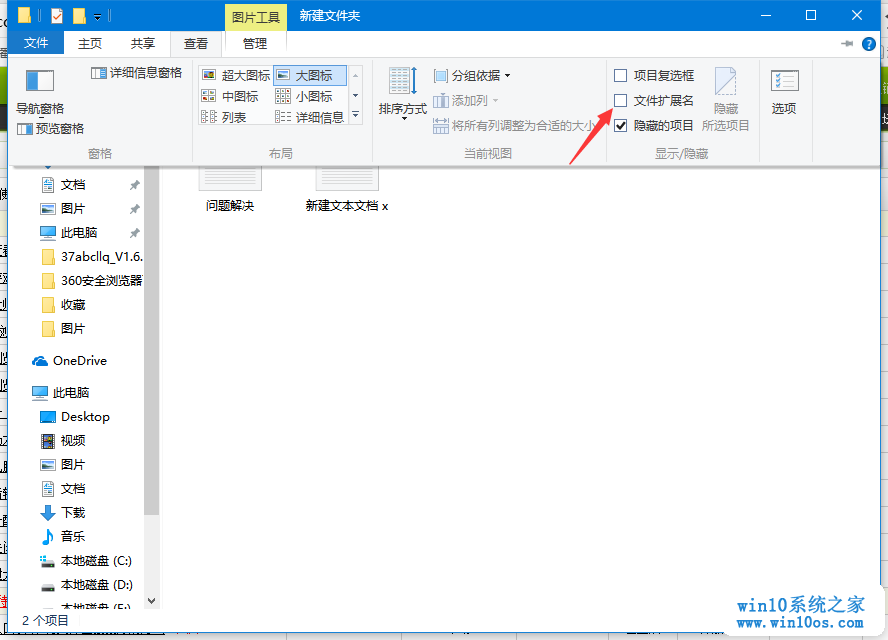 图片工具
新建文件夹
文件
主页
共享
查看
管理
导航窗格
预览窗格
详细信息窗格
窗格
超大图标
大图标
中图标
小图标
列表
详细信息
布局
排序方式
分组依据
添加列
将所有列调整为合适的大小
当前视图
项目复选框
文件扩展名
隐藏的项目
隐藏
所选项目
显示/隐藏
选项
文档
图片
此电脑
37abcllq_V1.6.
360安全浏览器
收藏
图片
OneDrive
此电脑
Desktop
视频
图片
文档
下载
音乐
本地磁盘 (C:)
本地磁盘 (D:)
本地磁盘 (E:)
问题解决
新建文本文档 x
2 个项目
win10系统之家
www.win10os.com